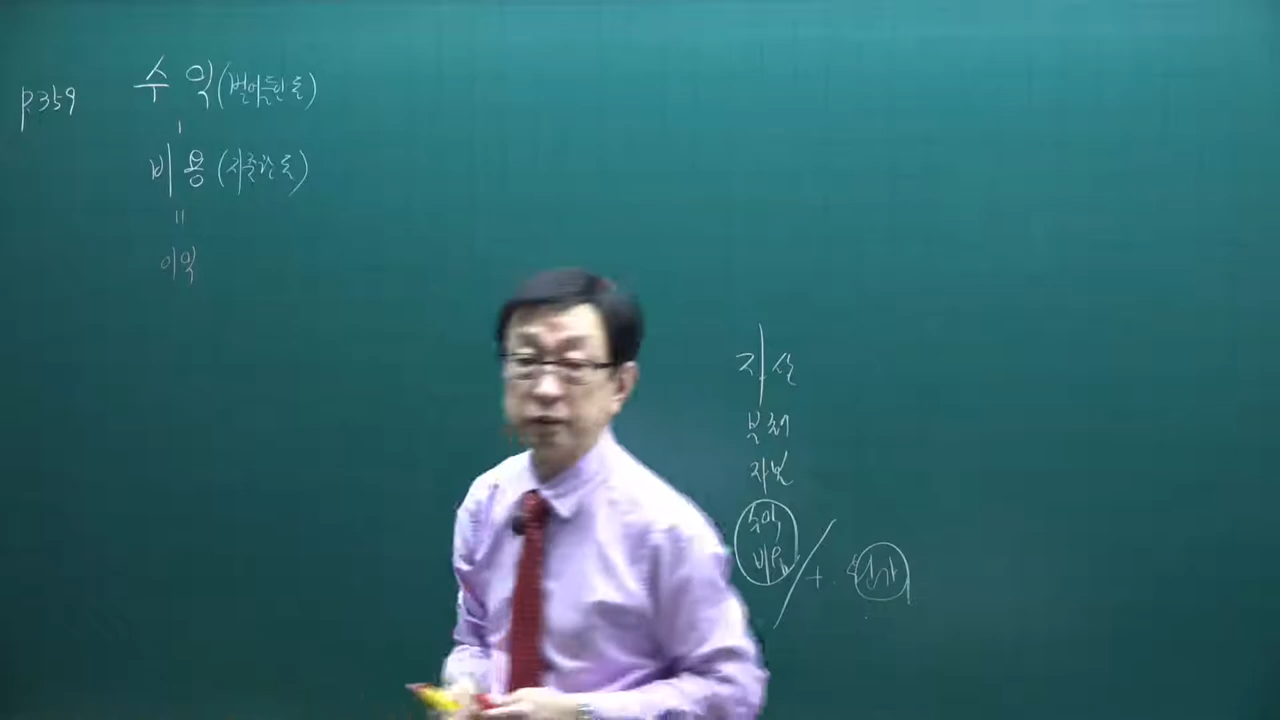 p.359
수익(벌어들인 돈)
-
비용(지출한 돈)
=
이익
자산
부채
자본
수익
비용
+ 원가